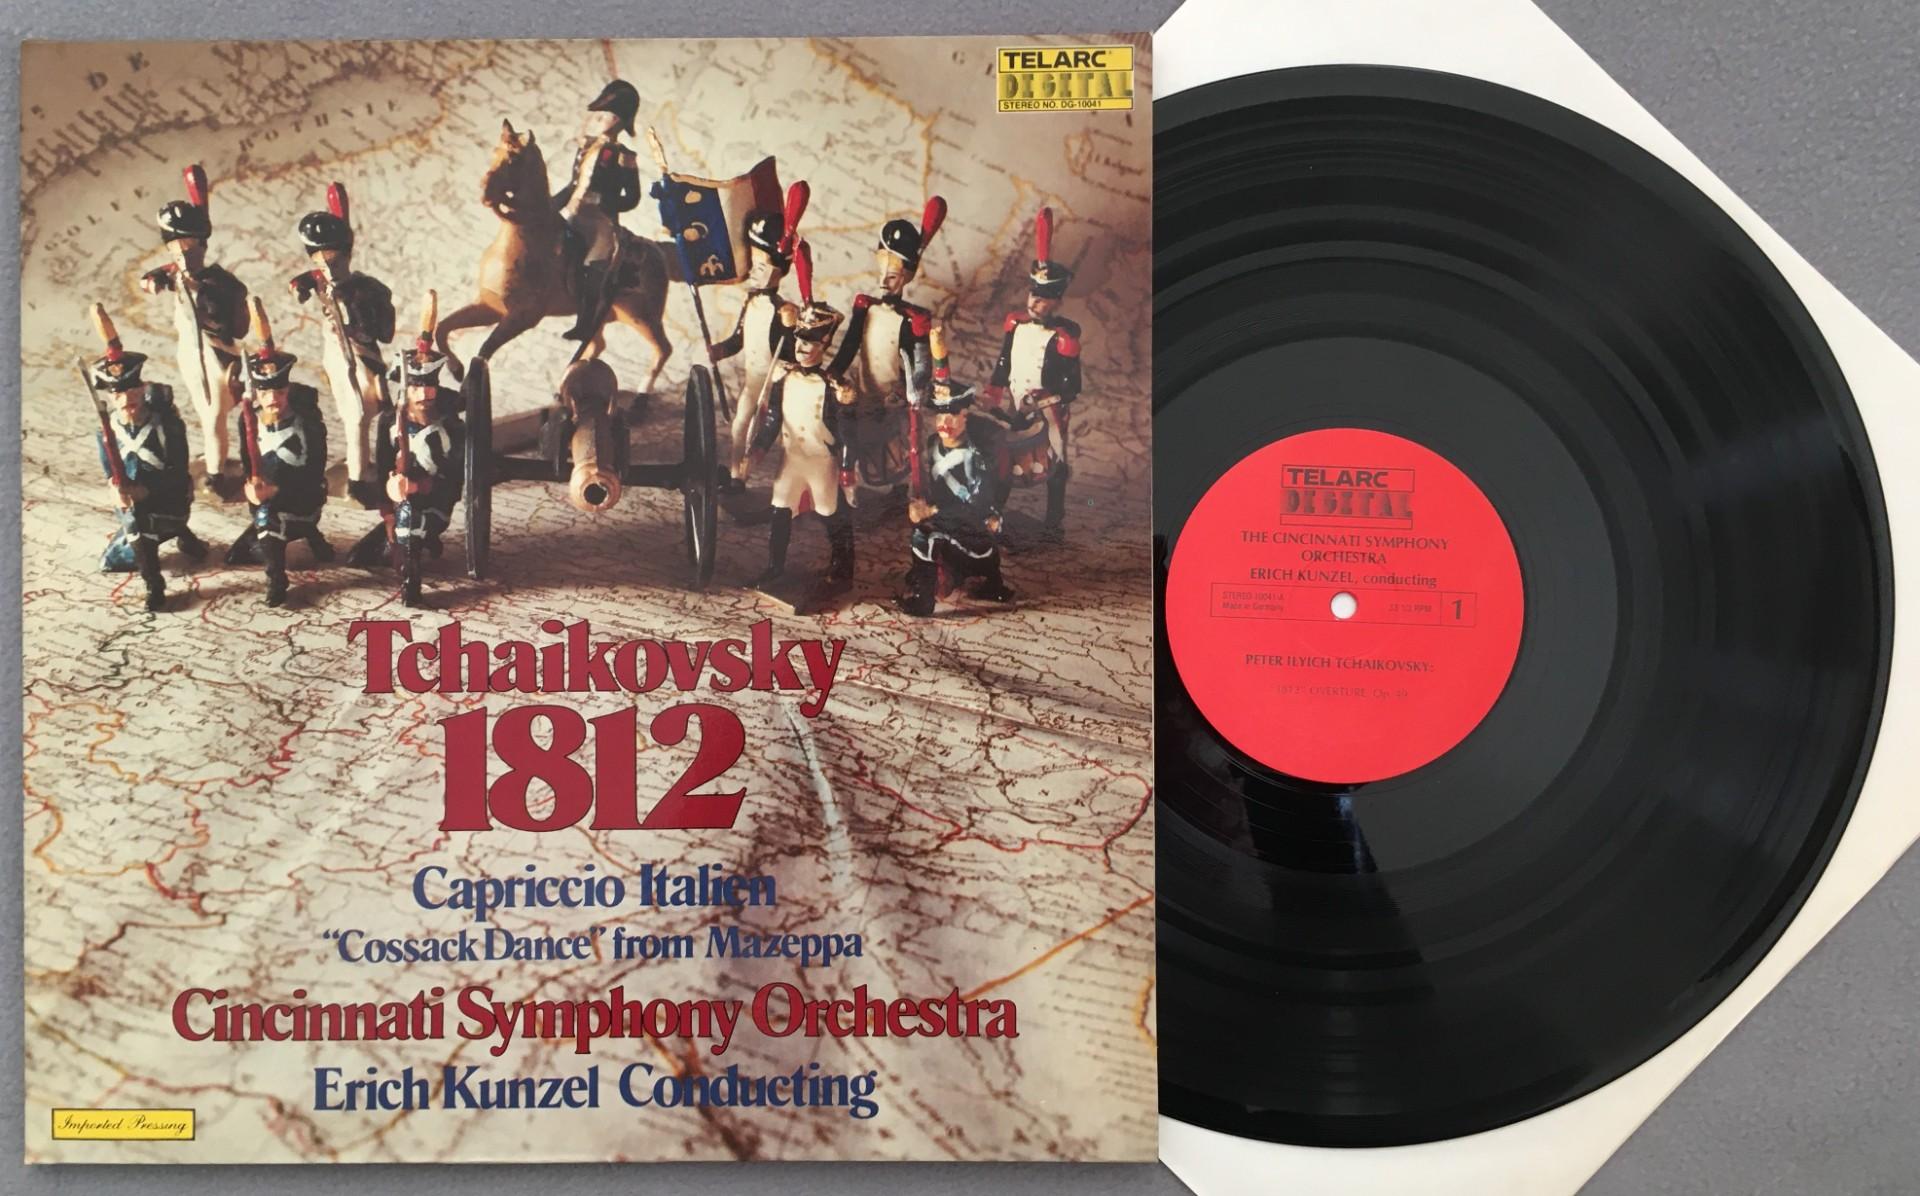 TELARC®
DIGITAL
STEREO NO. DG-10041
Tchaikovsky
1812
Capriccio Italien
“Cossack Dance” from Mazeppa
Cincinnati Symphony Orchestra
Erich Kunzel Conducting
Imported Pressing
BOTHNIE
GOLFE
TELARC
DIGITAL
THE CINCINNATI SYMPHONY
ORCHESTRA
ERICH KUNZEL, conducting
STEREO 10041-A
Made in Germany
33 1/3 RPM
1
PETER ILYICH TCHAIKOVSKY:
"1812" OVERTURE, Op. 49